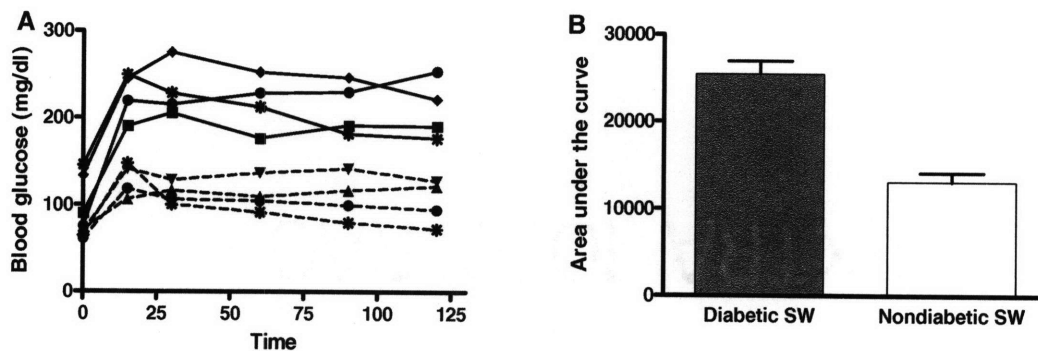 A
Blood glucose (mg/dl)
300
200
100
0
0 25 50 75 100 125
Time
B
Area under the curve
30000
20000
10000
0
Diabetic SW Nondiabetic SW